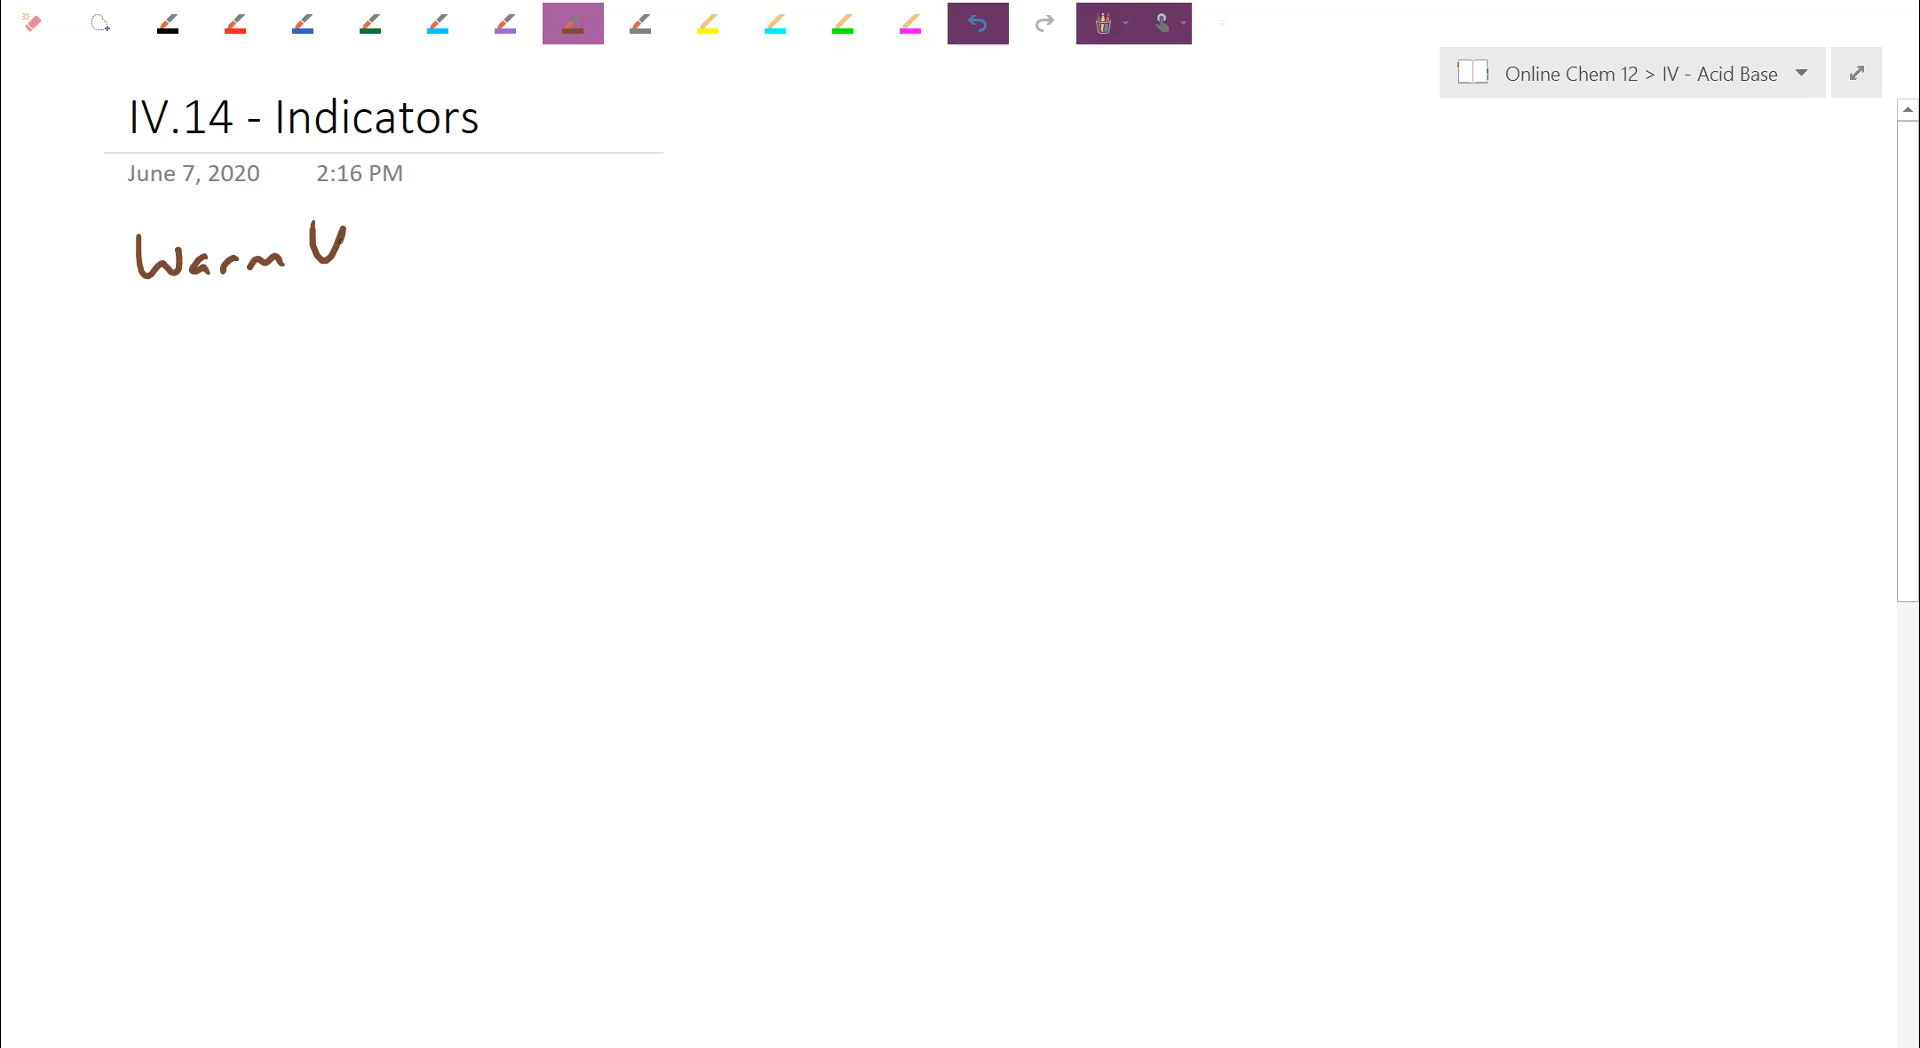 Online Chem 12 > IV - Acid Base
IV.14 - Indicators
June 7, 2020 2:16 PM
Warm U